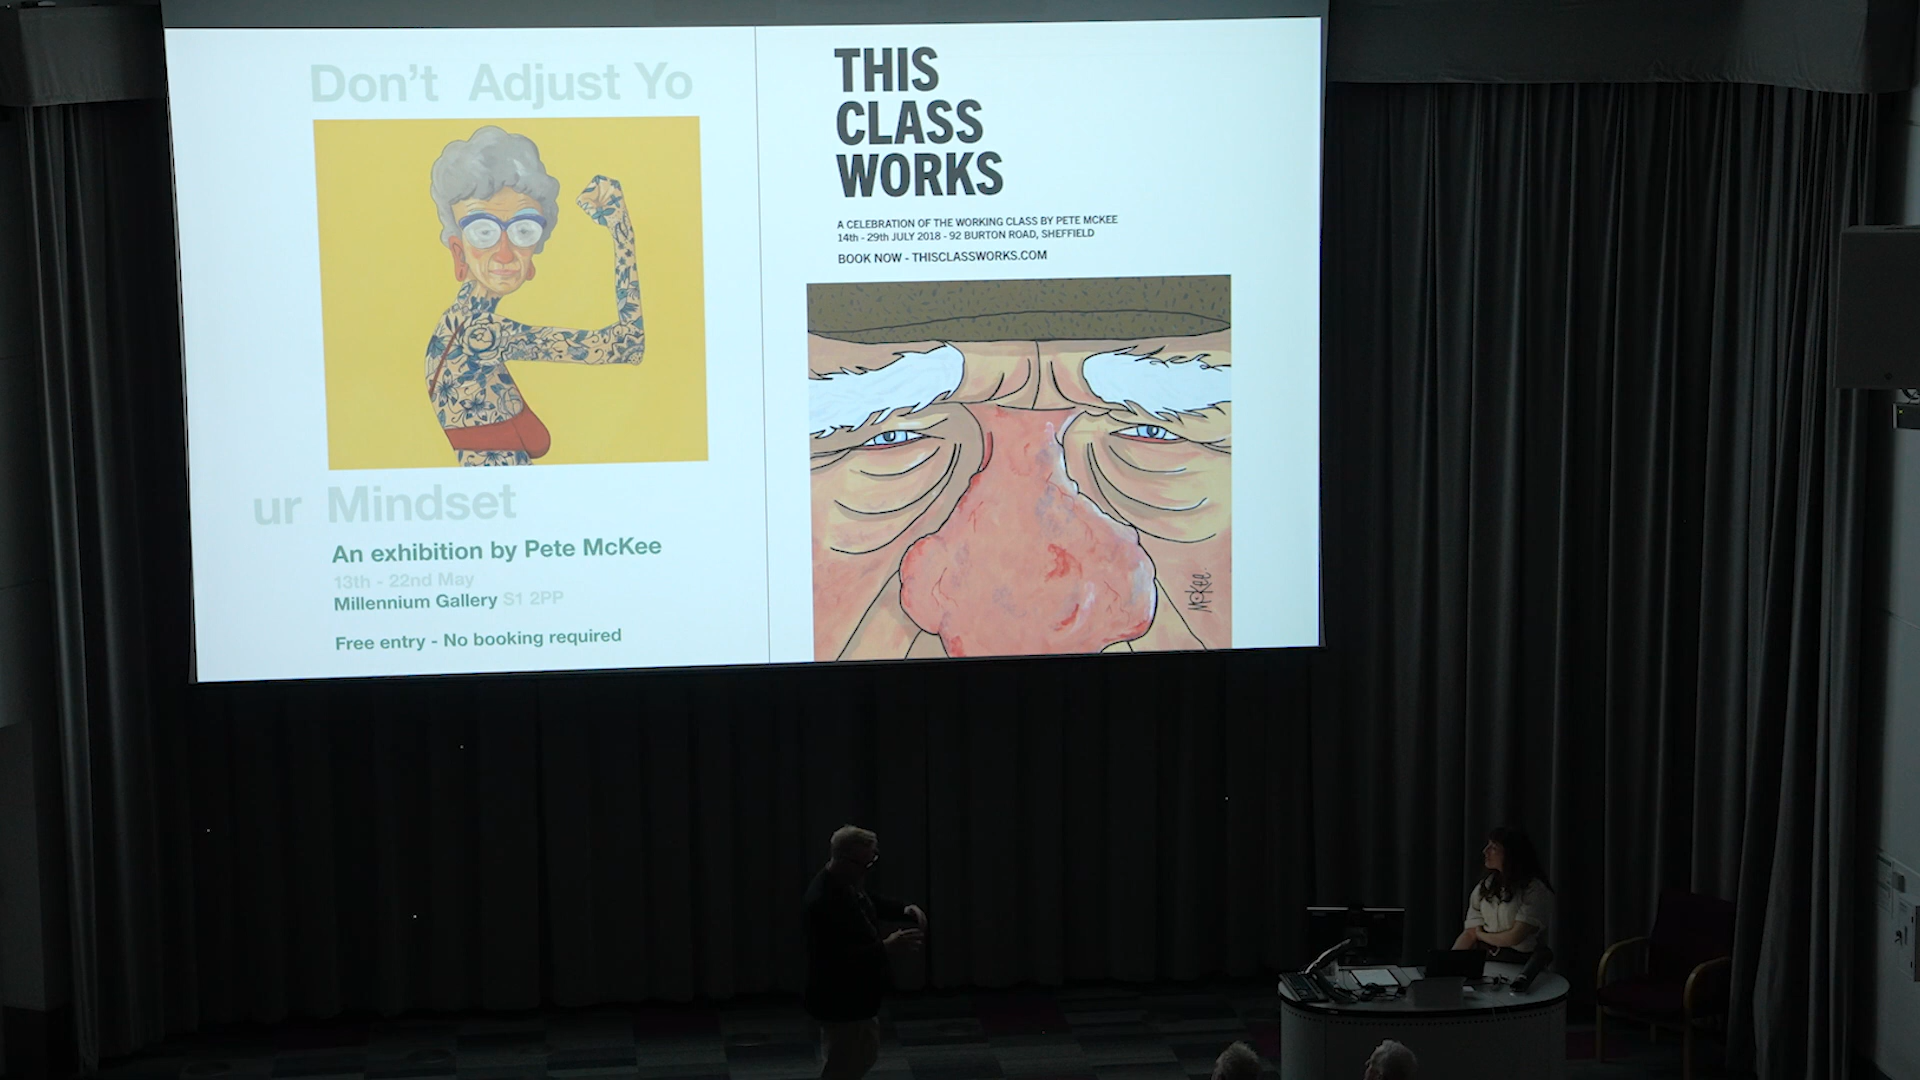 Don't Adjust Yo
ur Mindset
An exhibition by Pete McKee
13th - 22nd May
Millennium Gallery S1 2PP
Free entry - No booking required
THIS
CLASS
WORKS
A CELEBRATION OF THE WORKING CLASS BY PETE MCKEE
14th - 29th JULY 2018 - 92 BURTON ROAD, SHEFFIELD
BOOK NOW - THISCLASSWORKS.COM
McKee